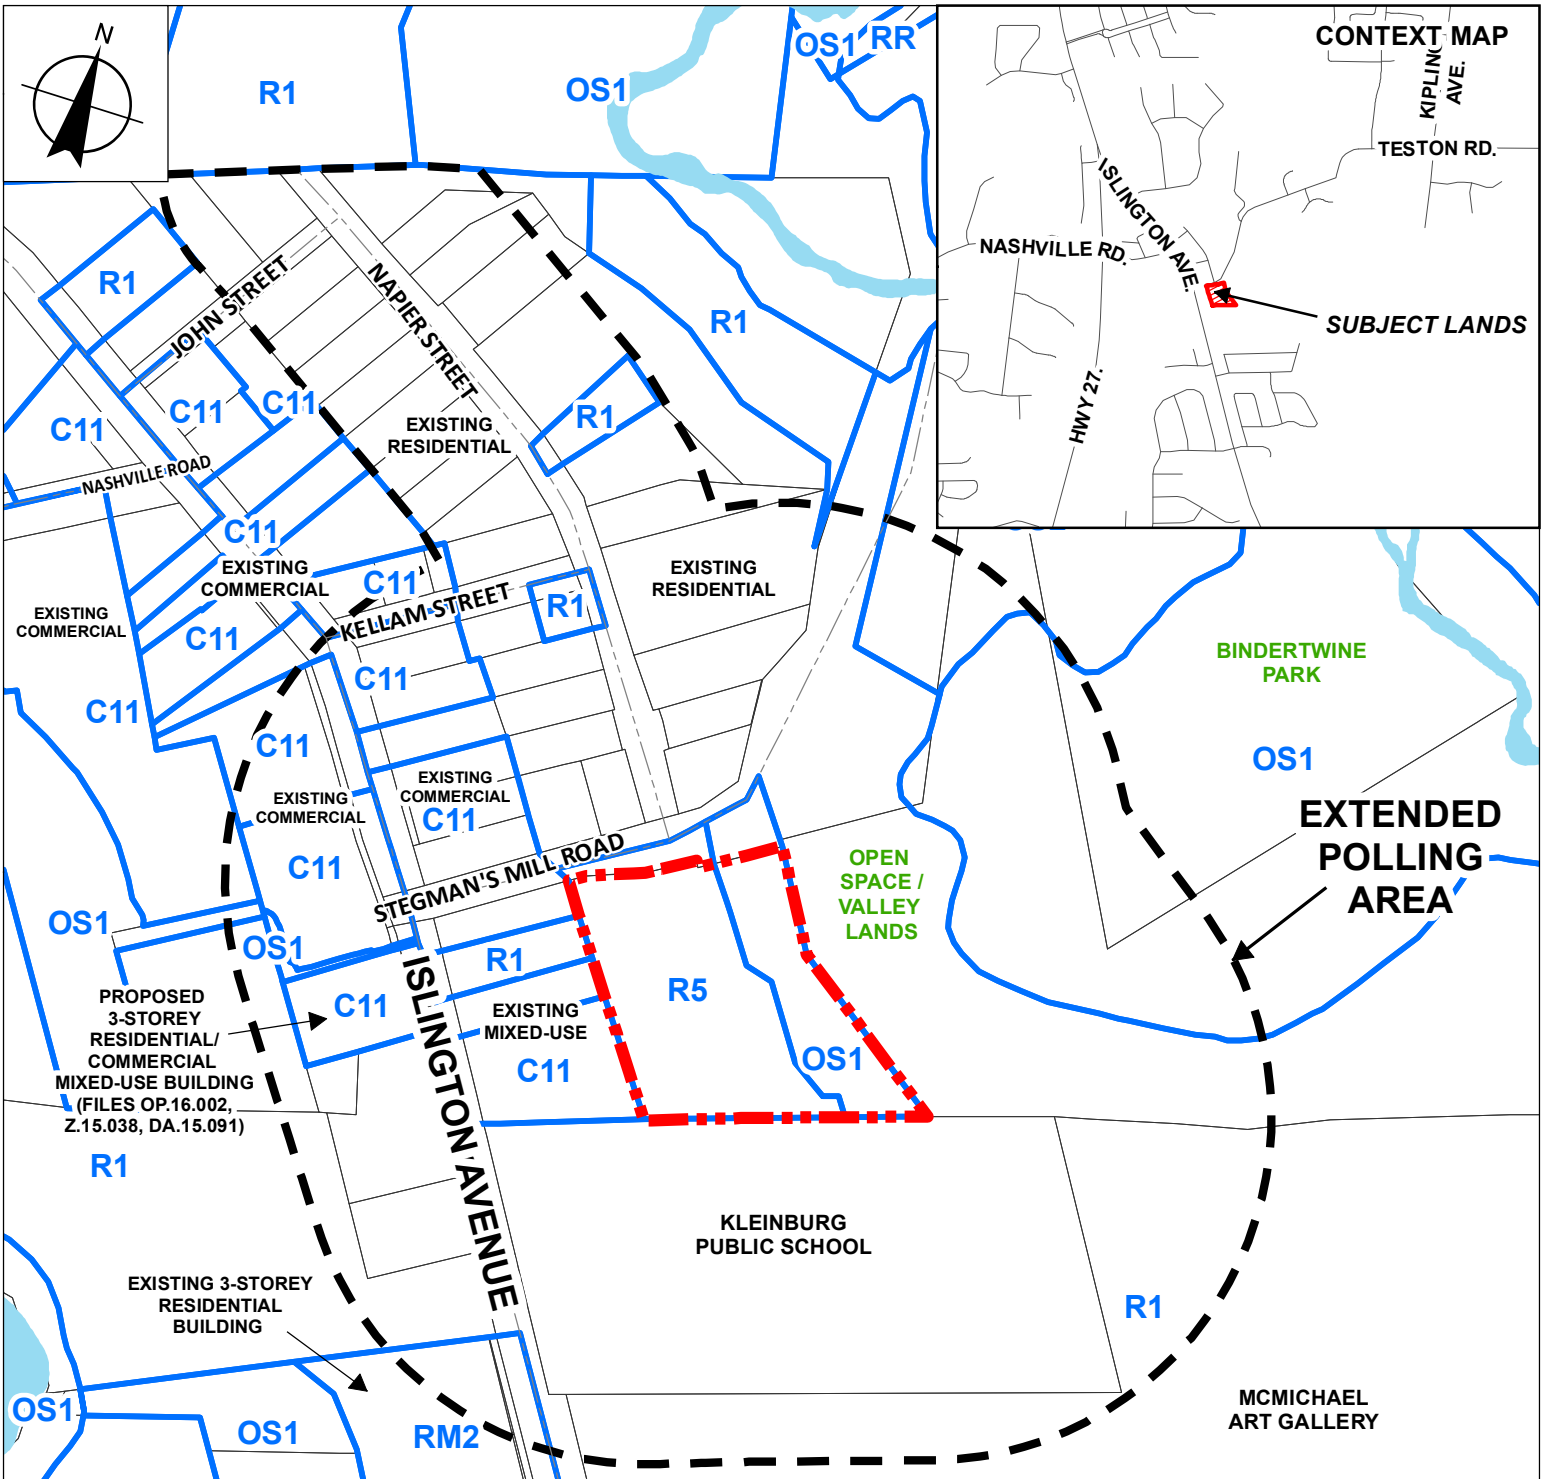 N
R1
OS1
OS1
RR
CONTEXT MAP
KIPLING
AVE.
TESTON RD.
ISLINGTON AVE.
NASHVILLE RD.
HWY 27.
SUBJECT LANDS
R1
JOHN STREET
NAPIER STREET
R1
C11
C11
C11
R1
EXISTING
RESIDENTIAL
NASHVILLE ROAD
C11
EXISTING
COMMERCIAL
C11
EXISTING
RESIDENTIAL
KELLAM STREET
R1
EXISTING
COMMERCIAL
C11
C11
C11
C11
BINDERTWINE
PARK
OS1
EXISTING
COMMERCIAL
EXISTING
COMMERCIAL
C11
C11
STEGMAN'S MILL ROAD
OPEN
SPACE /
VALLEY
LANDS
EXTENDED
POLLING
AREA
OS1
OS1
R1
R5
PROPOSED
3-STOREY
RESIDENTIAL/
COMMERCIAL
MIXED-USE BUILDING
(FILES OP.16.002,
Z.15.038, DA.15.091)
C11
ISLINGTON AVENUE
EXISTING
MIXED-USE
C11
OS1
R1
KLEINBURG
PUBLIC SCHOOL
R1
EXISTING 3-STOREY
RESIDENTIAL
BUILDING
OS1
OS1
RM2
MCMICHAEL
ART GALLERY